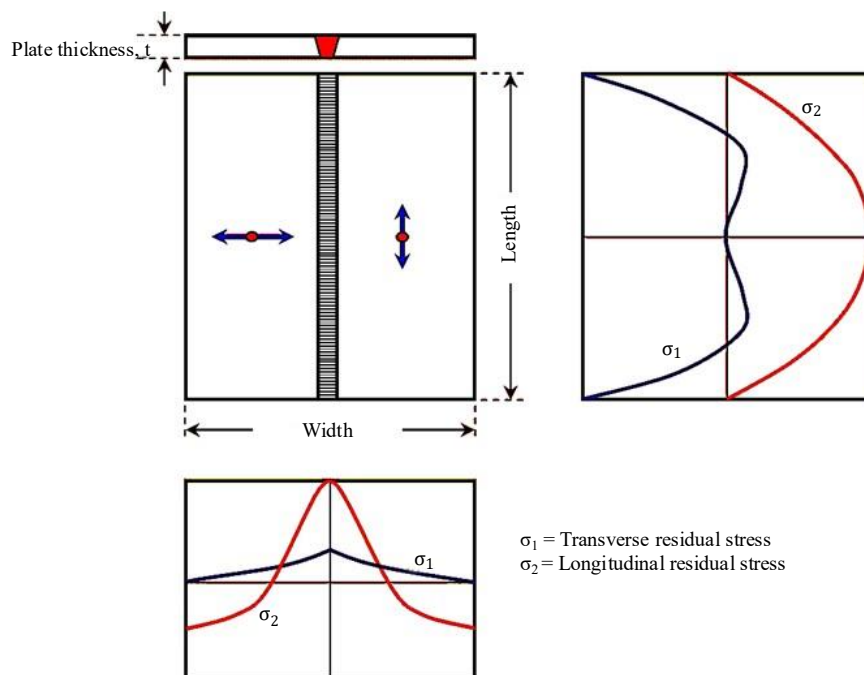 Plate thickness, t
σ₂
Length
σ₁
Width
σ₁
σ₂
σ₁ = Transverse residual stress
σ₂ = Longitudinal residual stress